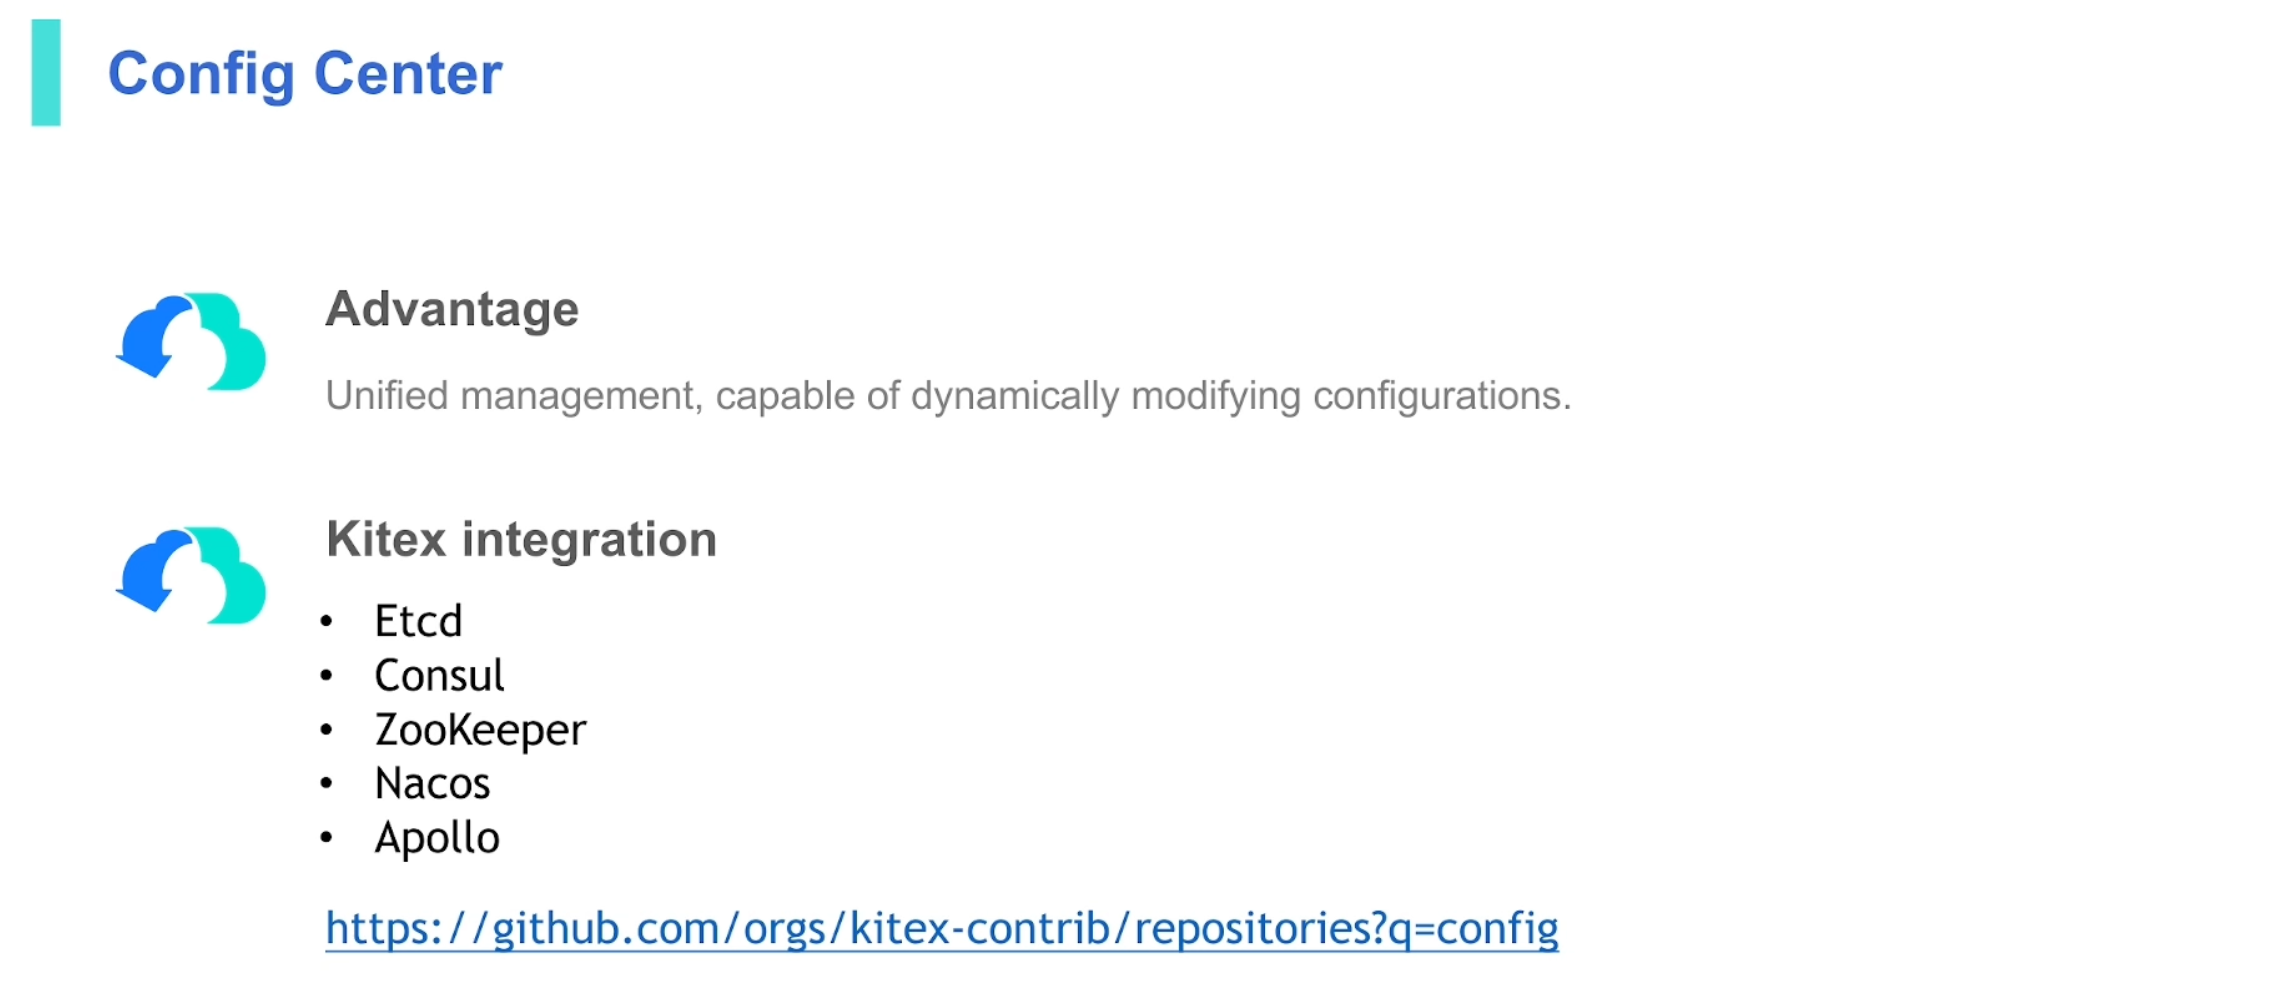 Config Center
Advantage
Unified management, capable of dynamically modifying configurations.
Kitex integration
• Etcd
• Consul
• ZooKeeper
• Nacos
• Apollo
https://github.com/orgs/kitex-contrib/repositories?q=config